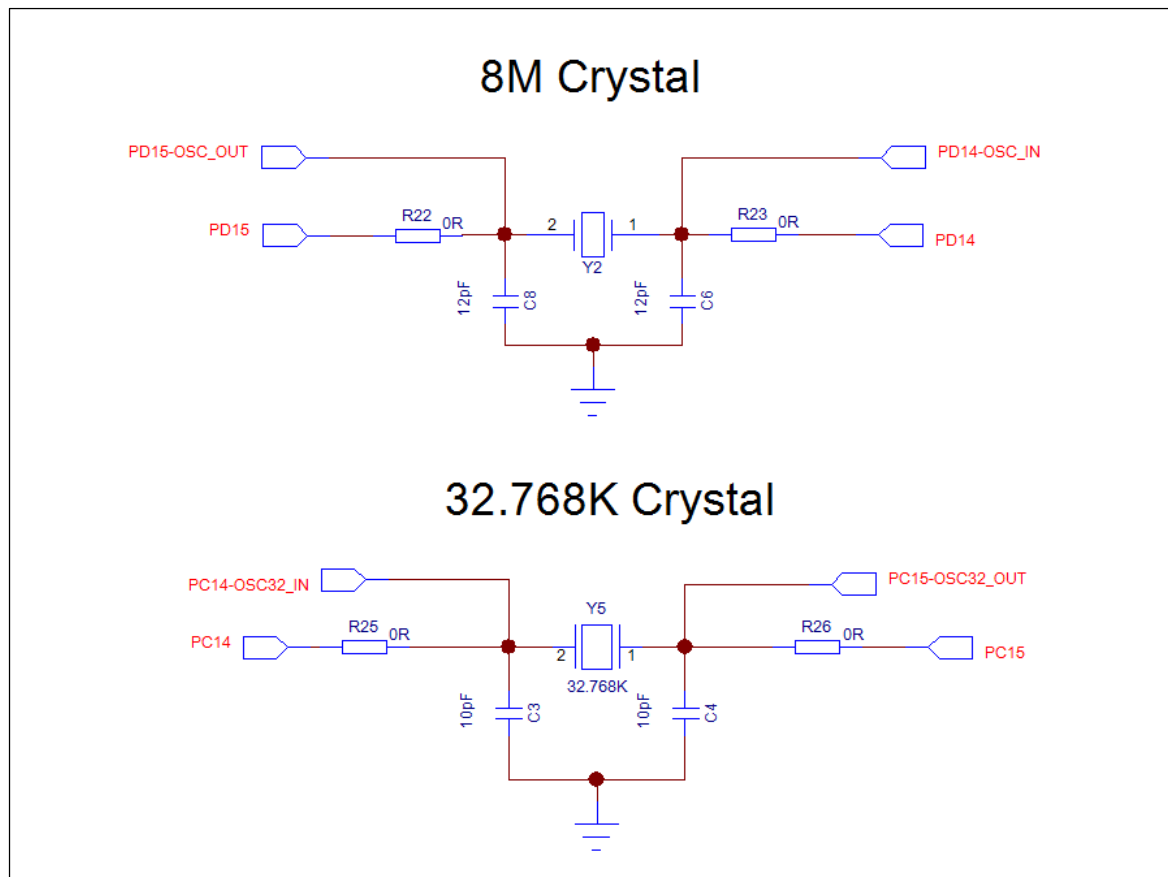 8M Crystal
PD15-OSC_OUT
PD14-OSC_IN
PD15
R22
0R
2
1
R23
0R
PD14
Y2
12pF
C8
12pF
C6
32.768K Crystal
PC14-OSC32_IN
PC15-OSC32_OUT
PC14
R25
0R
Y5
2
1
32.768K
R26
0R
PC15
10pF
C3
10pF
C4